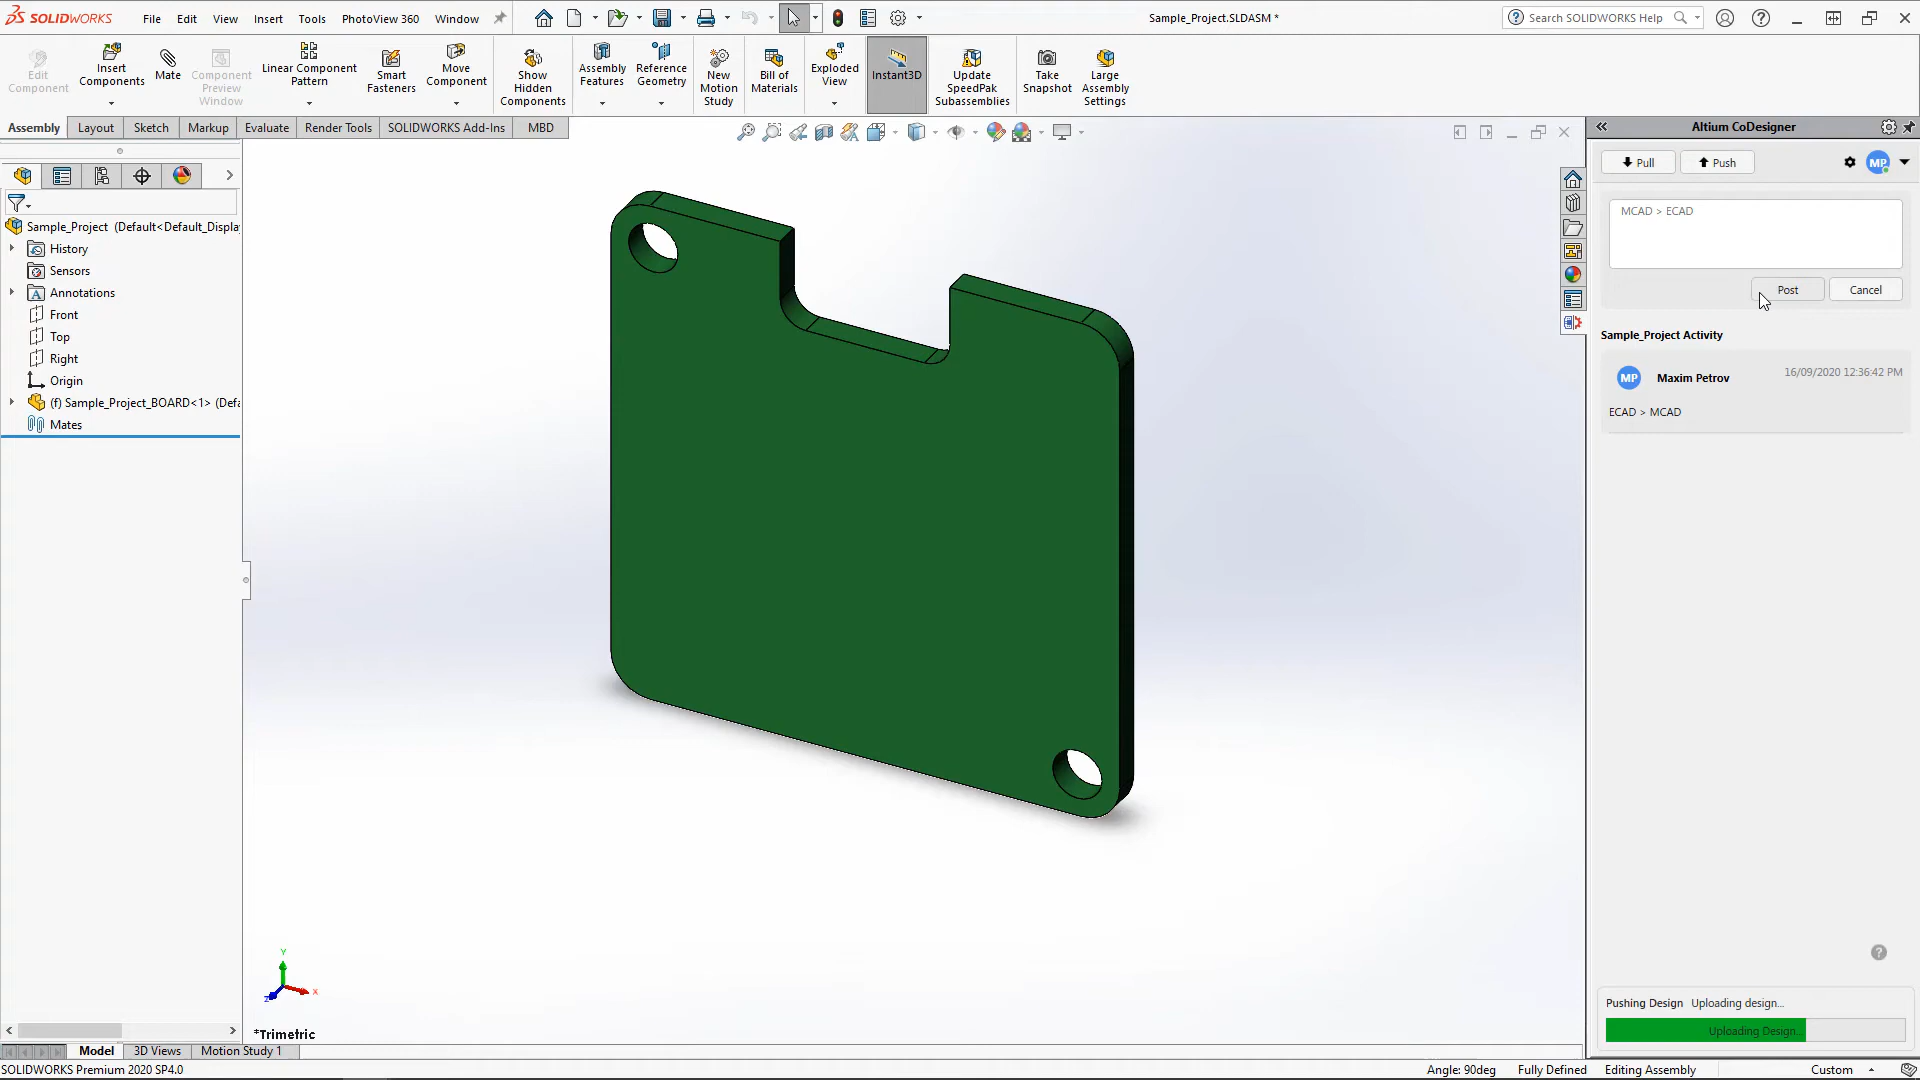 SOLIDWORKS File Edit View Insert Tools PhotoView 360 Window Sample_Project.SLDASM * Search SOLIDWORKS Help
Edit Component
Insert Components
Mate
Component Preview Window
Linear Component Pattern
Smart Fasteners
Move Component
Show Hidden Components
Assembly Features
Reference Geometry
New Motion Study
Bill of Materials
Exploded View
Instant3D
Update SpeedPak Subassemblies
Take Snapshot
Large Assembly Settings
Assembly Layout Sketch Markup Evaluate Render Tools SOLIDWORKS Add-Ins MBD
Sample_Project (Default<Default_Displa
History
Sensors
Annotations
Front
Top
Right
Origin
(f) Sample_Project_BOARD<1> (Defa
Mates
Y
X
Z
*Trimetric
Altium CoDesigner
Pull Push MP
MCAD > ECAD
Post Cancel
Sample_Project Activity
MP Maxim Petrov 16/09/2020 12:36:42 PM
ECAD > MCAD
Pushing Design Uploading design...
Uploading Design...
Model 3D Views Motion Study 1
SOLIDWORKS Premium 2020 SP4.0 Angle: 90deg Fully Defined Editing Assembly Custom